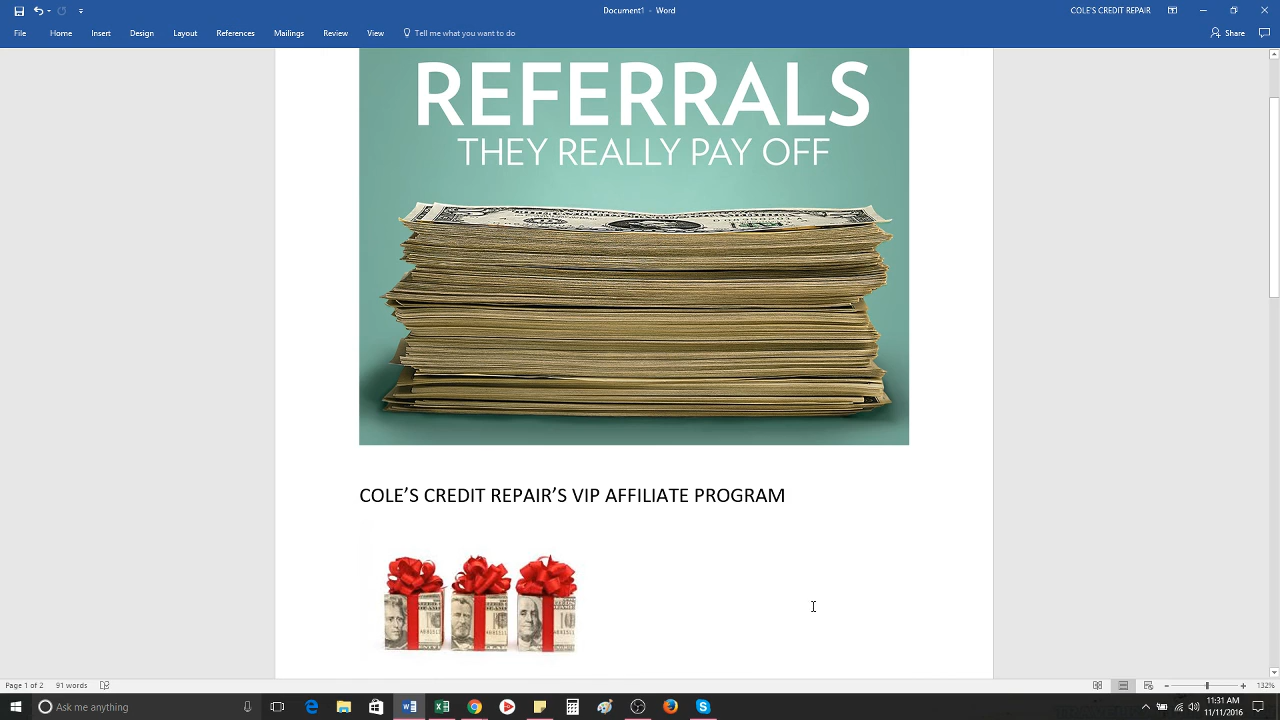 Document1 - Word
COLE'S CREDIT REPAIR
File Home Insert Design Layout References Mailings Review View Tell me what you want to do Share
REFERRALS
THEY REALLY PAY OFF
COLE’S CREDIT REPAIR’S VIP AFFILIATE PROGRAM
Page 1 of 2 91 words
132%
Ask me anything
11:31 AM
11/11/2016